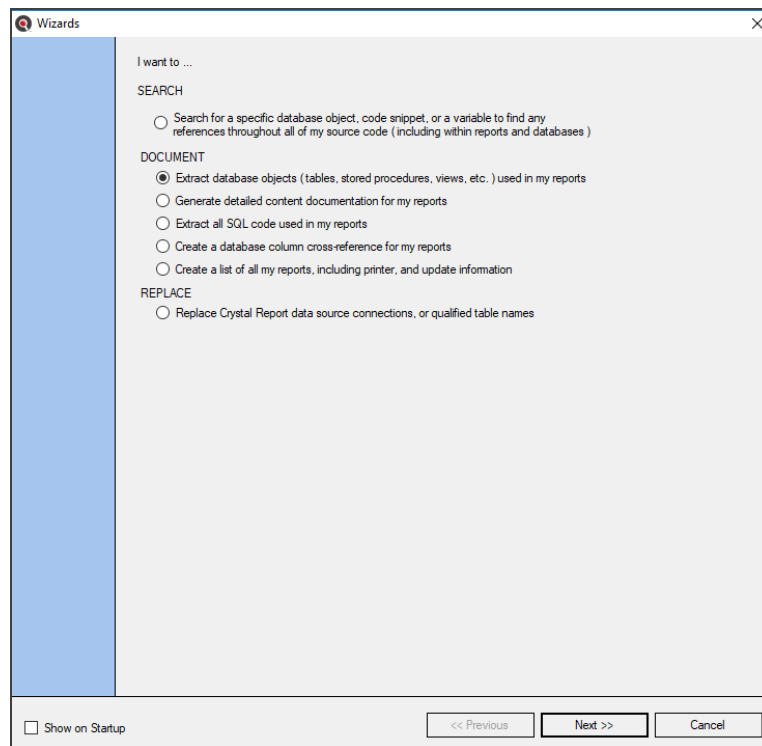 Wizards
I want to ...
SEARCH
Search for a specific database object, code snippet, or a variable to find any
references throughout all of my source code ( including within reports and databases )
DOCUMENT
Extract database objects ( tables, stored procedures, views, etc. ) used in my reports
Generate detailed content documentation for my reports
Extract all SQL code used in my reports
Create a database column cross-reference for my reports
Create a list of all my reports, including printer, and update information
REPLACE
Replace Crystal Report data source connections, or qualified table names
Show on Startup
<< Previous
Next >>
Cancel